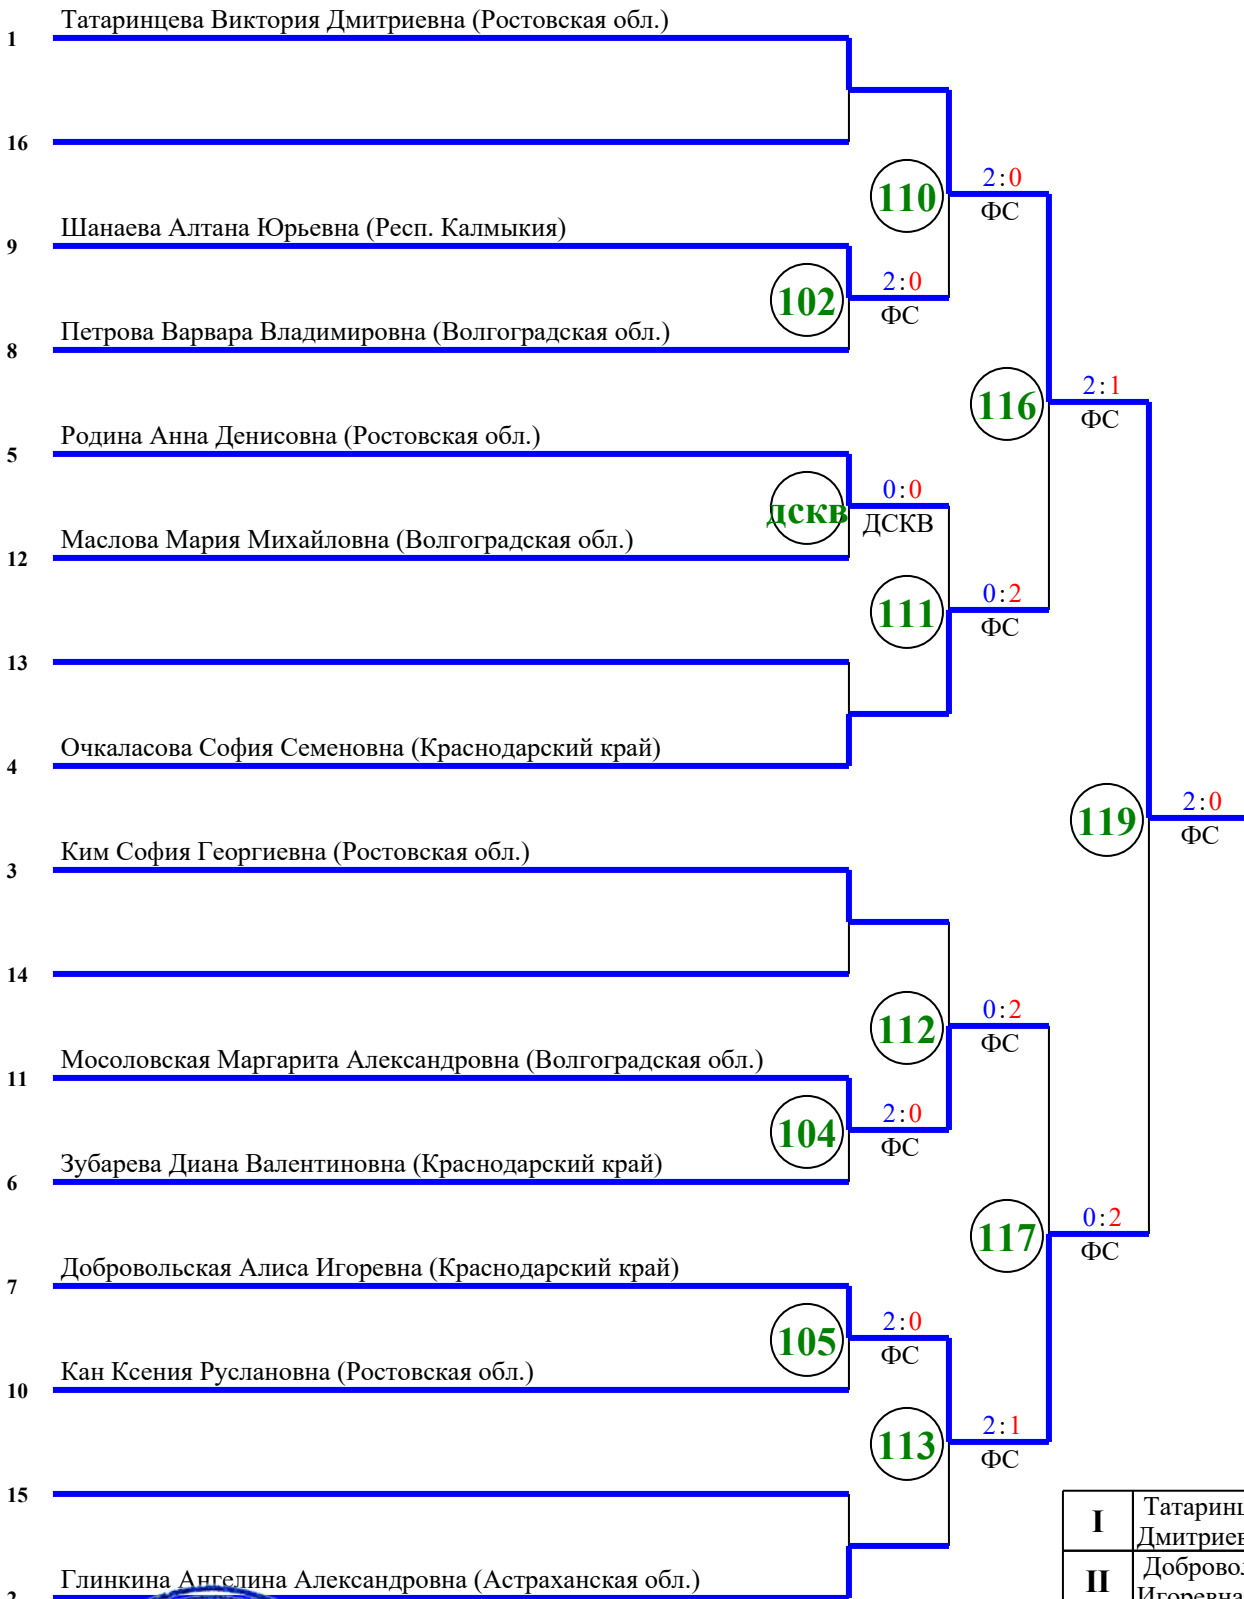 Татаринцева Виктория Дмитриевна (Ростовская обл.)
1
16
110
2:0
ФС
Шанаева Алтана Юрьевна (Респ. Калмыкия)
9
102
2:0
ФС
Петрова Варвара Владимировна (Волгоградская обл.)
8
116
2:1
ФС
Родина Анна Денисовна (Ростовская обл.)
5
дскв
0:0
ДСКВ
Маслова Мария Михайловна (Волгоградская обл.)
12
111
0:2
ФС
13
Очкаласова София Семеновна (Краснодарский край)
4
119
2:0
ФС
Ким София Георгиевна (Ростовская обл.)
3
14
112
0:2
ФС
Мосоловская Маргарита Александровна (Волгоградская обл.)
11
104
2:0
ФС
Зубарева Диана Валентиновна (Краснодарский край)
6
117
0:2
ФС
Добровольская Алиса Игоревна (Краснодарский край)
7
105
2:0
ФС
Кан Ксения Руслановна (Ростовская обл.)
10
113
2:1
ФС
15
I
Татаринц
Дмитриев
Глинкина Ангелина Александровна (Астраханская обл.)
2
II
Доброво
Игоревна